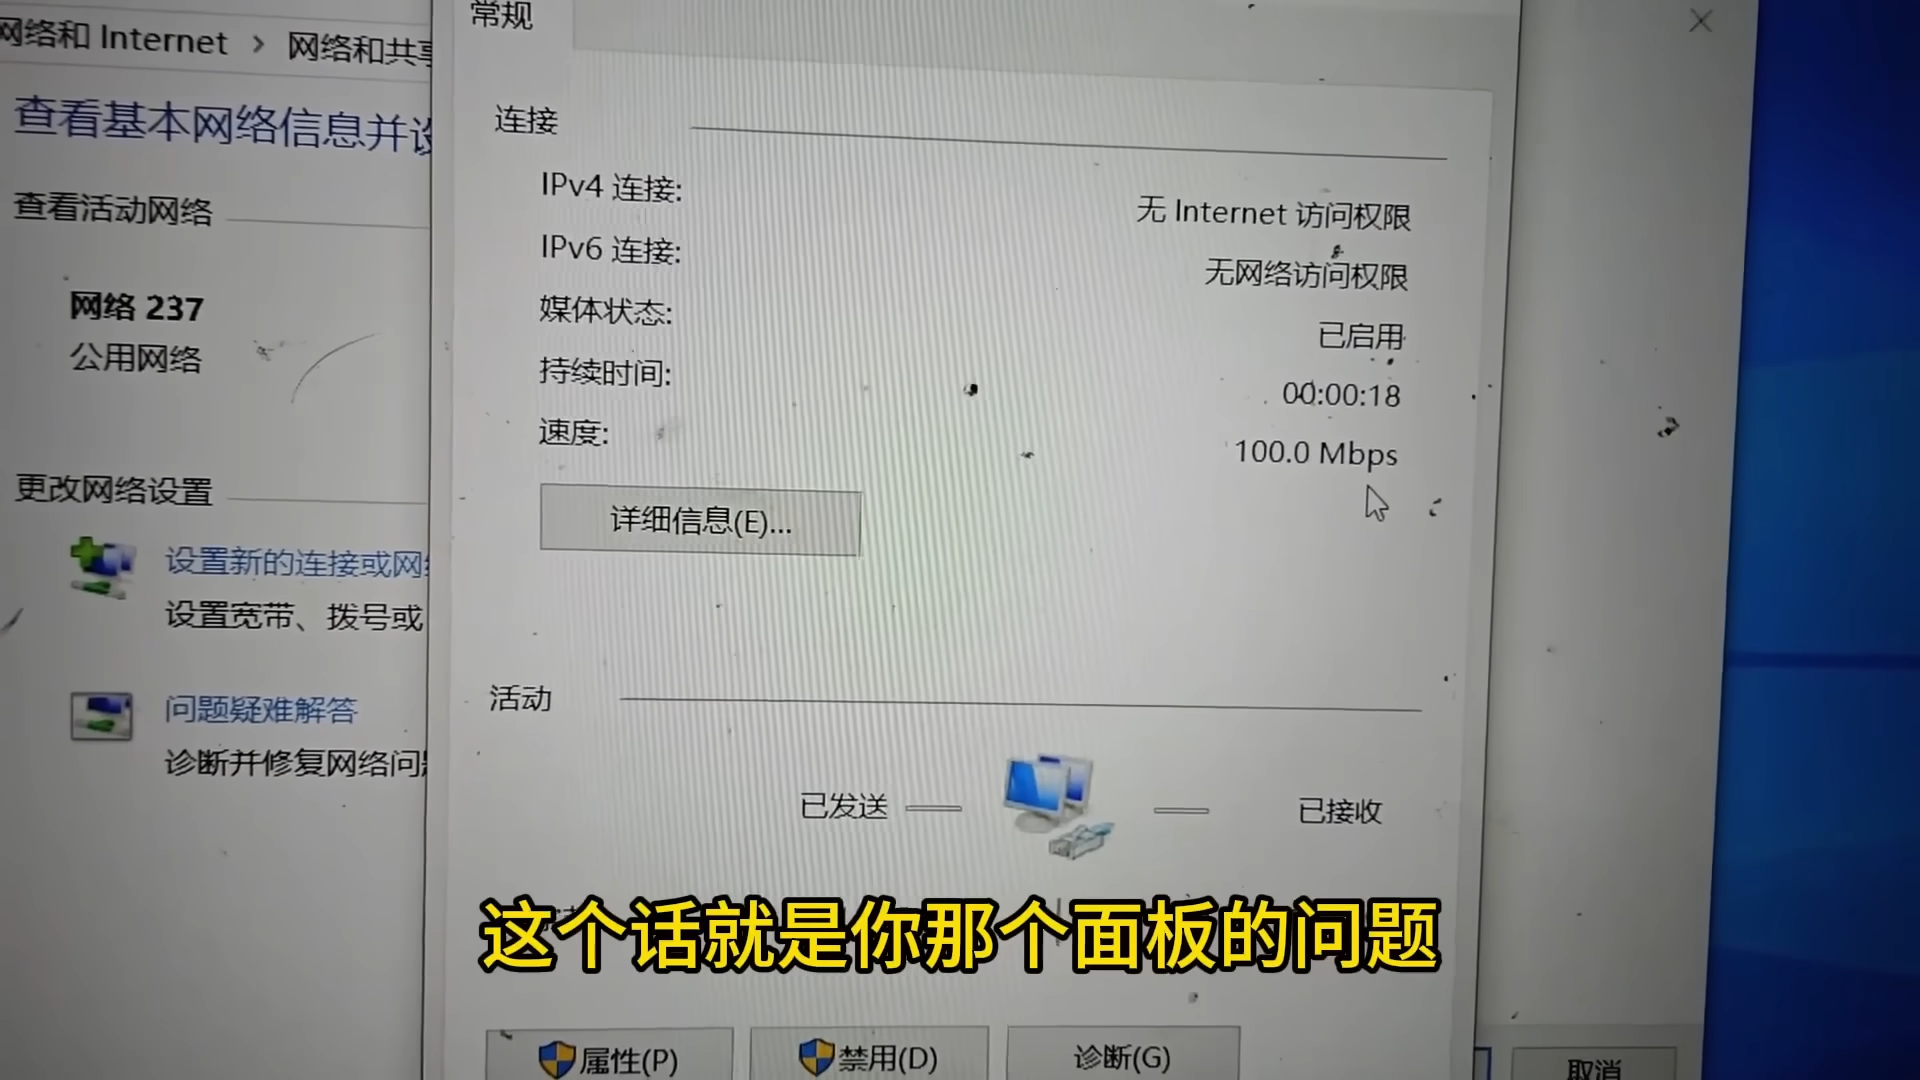 网络和 Internet > 网络和共享
查看基本网络信息并设
查看活动网络
网络 237
公用网络
更改网络设置
设置新的连接或网络
设置宽带、拨号或
问题疑难解答
诊断并修复网络问题
常规
连接
IPv4 连接: 无 Internet 访问权限
IPv6 连接: 无网络访问权限
媒体状态: 已启用
持续时间: 00:00:18
速度: 100.0 Mbps
详细信息(E)...
活动
已发送 已接收
这个话就是你那个面板的问题
属性(P) 禁用(D) 诊断(G)
取消